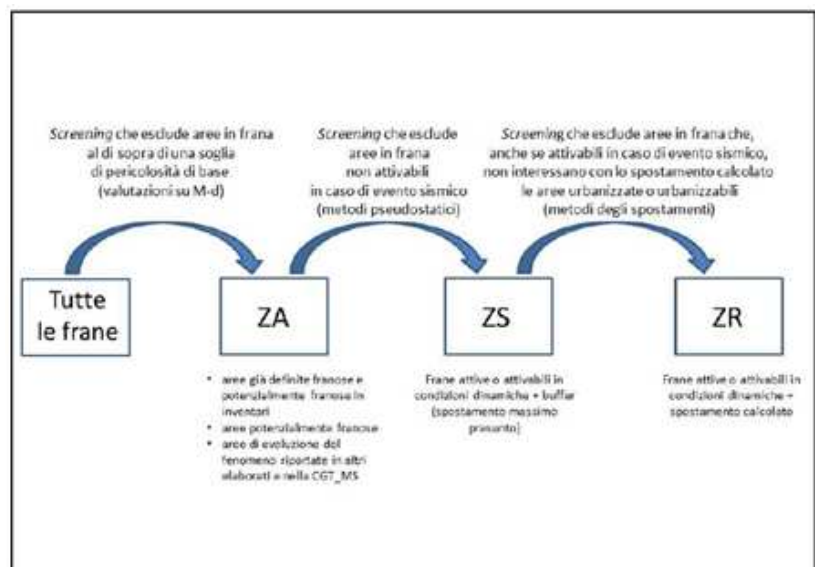 Screening che esclude aree in frana
al di sopra di una soglia
di pericolosità di base
(valutazioni su M-d)
Screening che esclude
aree in frana
non attivabili
in caso di evento sismico
(metodi pseudostatici)
Screening che esclude aree in frana che,
anche se attivabili in caso di evento sismico,
non interessano con lo spostamento calcolato
le aree urbanizzate o urbanizzabili
(metodi degli spostamenti)
Tutte
le frane
ZA
ZS
ZR
• aree già definite franose e
potenzialmente franose in
inventari
• aree potenzialmente franose
• aree di evoluzione del
fenomeno riportate in altri
elaborati e nella CGT_MS
Frane attive o attivabili in
condizioni dinamiche + buffer
(spostamento massimo
presunto)
Frane attive o attivabili in
condizioni dinamiche +
spostamento calcolato